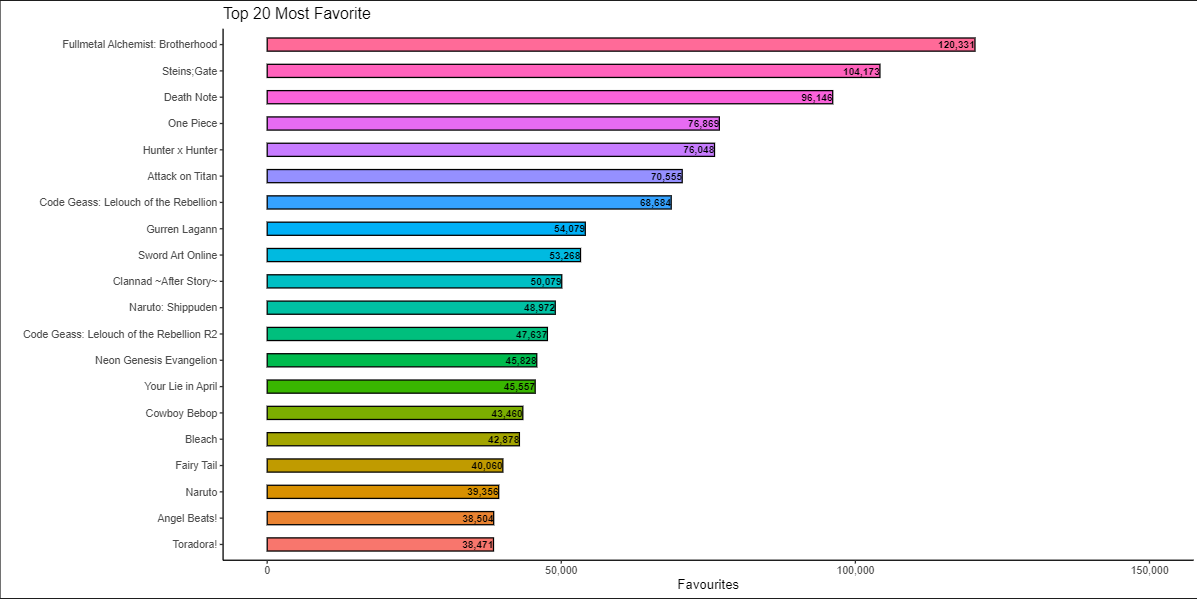 Top 20 Most Favorite
Fullmetal Alchemist: Brotherhood 120,331
Steins;Gate 104,173
Death Note 96,146
One Piece 76,869
Hunter x Hunter 76,048
Attack on Titan 70,555
Code Geass: Lelouch of the Rebellion 68,684
Gurren Lagann 54,079
Sword Art Online 53,268
Clannad ~After Story~ 50,079
Naruto: Shippuden 48,972
Code Geass: Lelouch of the Rebellion R2 47,637
Neon Genesis Evangelion 45,828
Your Lie in April 45,557
Cowboy Bebop 43,460
Bleach 42,878
Fairy Tail 40,060
Naruto 39,356
Angel Beats! 38,504
Toradora! 38,471
0 50,000 100,000 150,000
Favourites